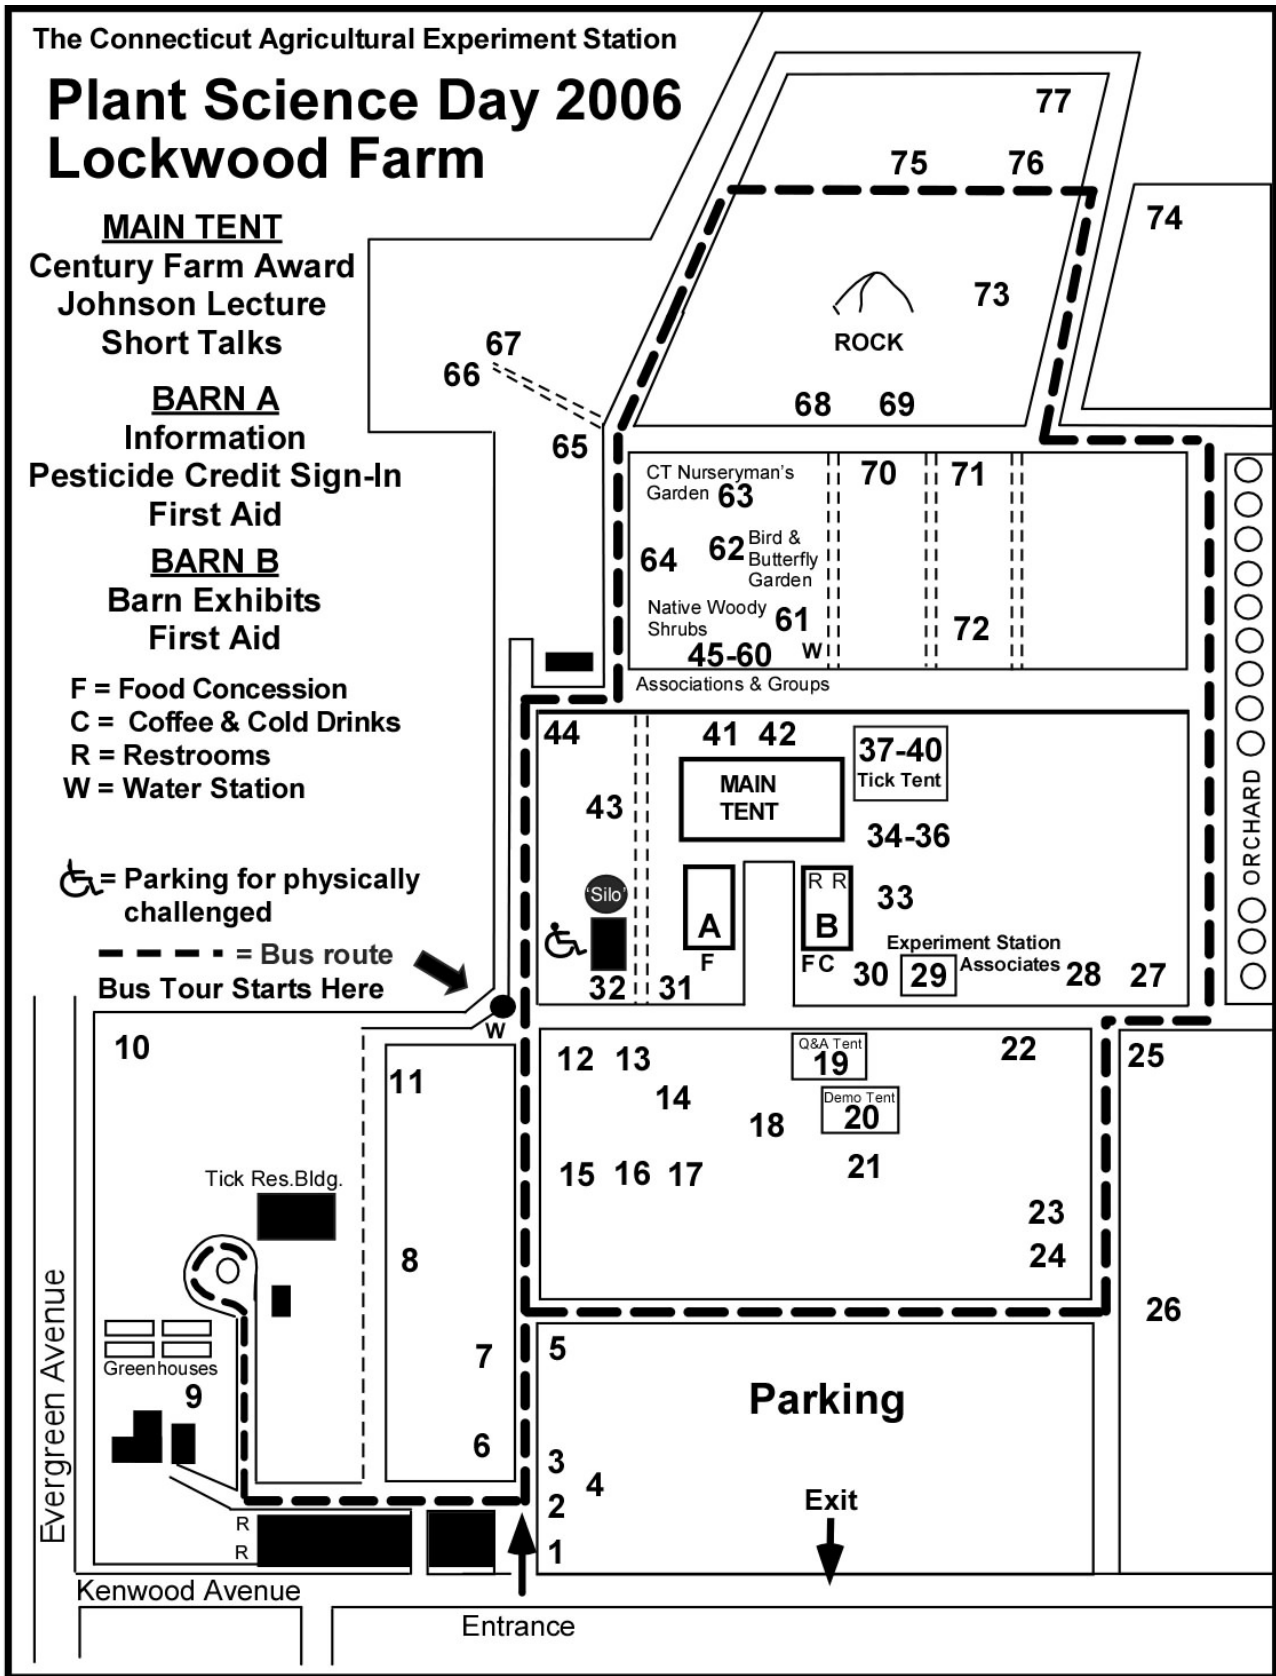 The Connecticut Agricultural Experiment Station
Plant Science Day 2006
Lockwood Farm
MAIN TENT
Century Farm Award
Johnson Lecture
Short Talks
BARN A
Information
Pesticide Credit Sign-In
First Aid
BARN B
Barn Exhibits
First Aid
F = Food Concession
C = Coffee & Cold Drinks
R = Restrooms
W = Water Station
= Parking for physically
challenged
= Bus route
Bus Tour Starts Here
77
75 76
74
73
ROCK
67
66
68 69
65
CT Nurseryman's
Garden 63
70 71
64
62 Bird &
Butterfly
Garden
Native Woody
Shrubs
61
72
45-60 W
Associations & Groups
44
41 42
37-40
Tick Tent
MAIN
TENT
43
34-36
'Silo'
R R
33
A
B
F
F C
Experiment Station
Associates
30 29 28 27
32 31
ORCHARD
W
10
11
12 13
14
Q&A Tent
19
22
25
Demo Tent
20
18
15 16 17
21
23
24
26
Tick Res.Bldg.
8
Greenhouses
9
7
6
5
Parking
3
4
2
1
Exit
R
R
Evergreen Avenue
Kenwood Avenue
Entrance